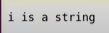 i is a string